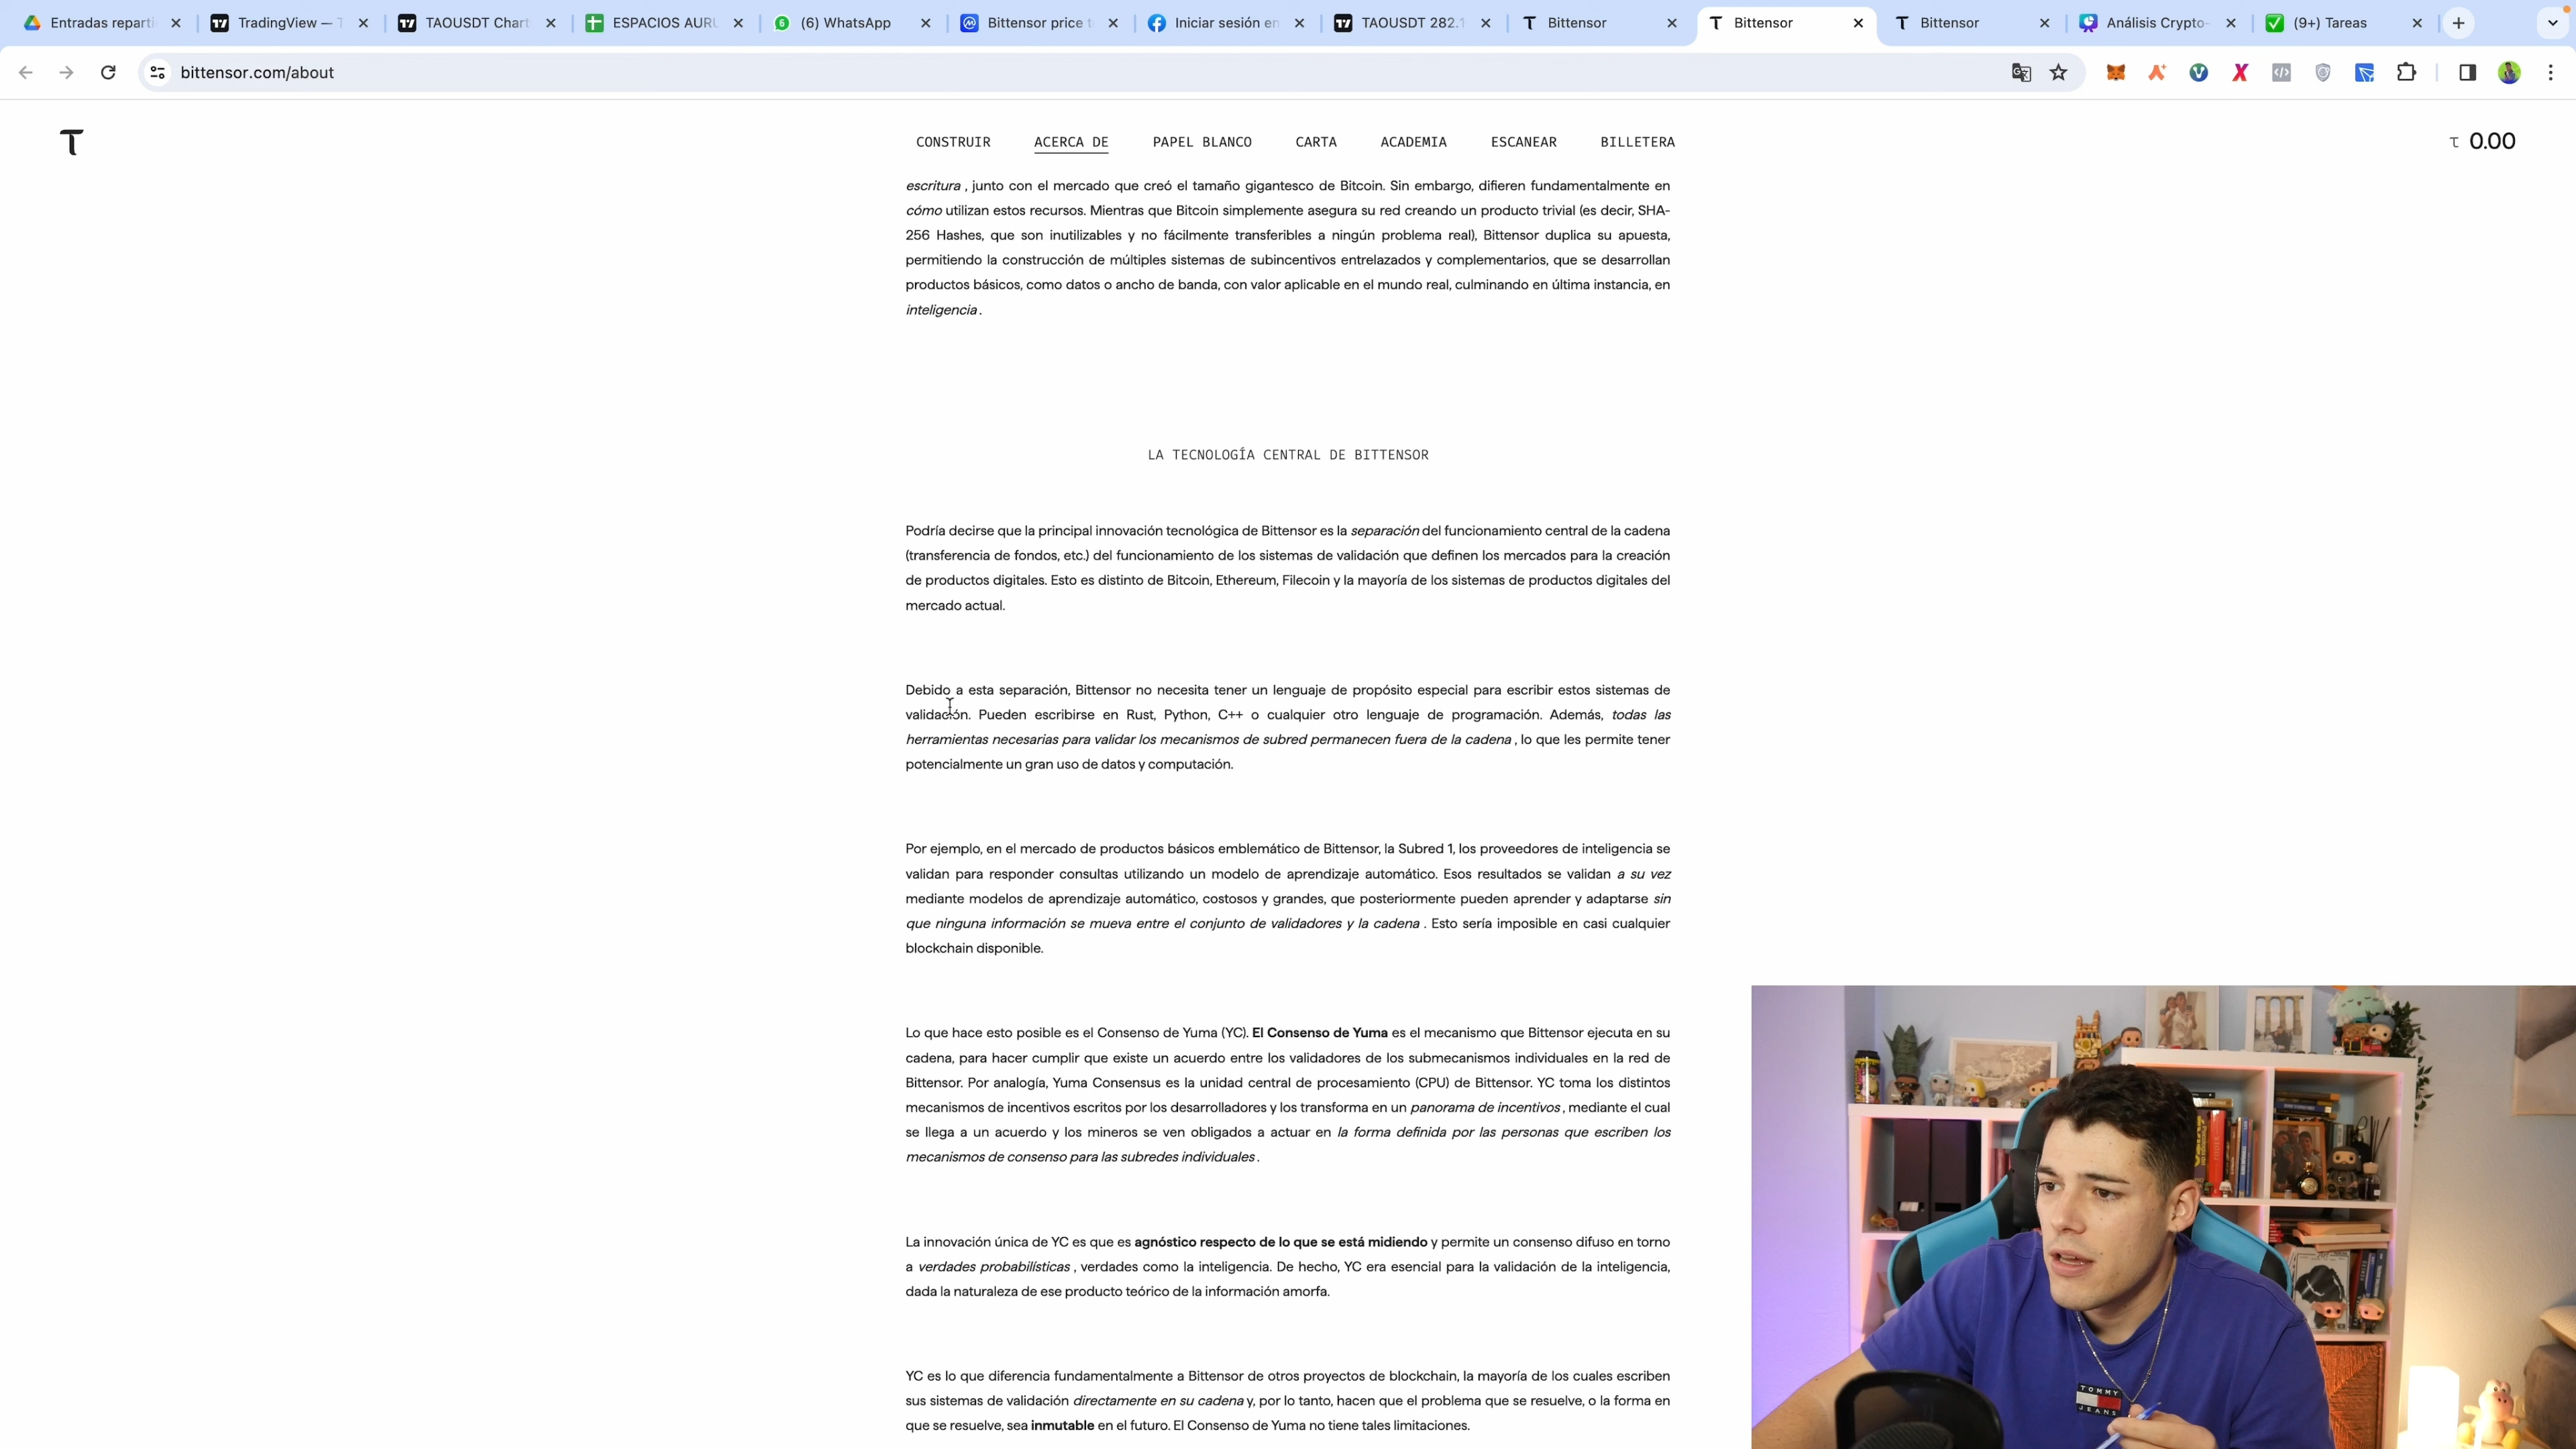 Entradas reparti
TradingView — T
TAOUSDT Chart
ESPACIOS AURU
(6) WhatsApp
Bittensor price t
Iniciar sesión en
TAOUSDT 282.1
Bittensor
Bittensor
Bittensor
Análisis Crypto-
(9+) Tareas
bittensor.com/about
CONSTRUIR
ACERCA DE
PAPEL BLANCO
CARTA
ACADEMIA
ESCANEAR
BILLETERA
τ 0.00
escritura , junto con el mercado que creó el tamaño gigantesco de Bitcoin. Sin embargo, difieren fundamentalmente en
cómo utilizan estos recursos. Mientras que Bitcoin simplemente asegura su red creando un producto trivial (es decir, SHA-
256 Hashes, que son inutilizables y no fácilmente transferibles a ningún problema real), Bittensor duplica su apuesta,
permitiendo la construcción de múltiples sistemas de subincentivos entrelazados y complementarios, que se desarrollan
productos básicos, como datos o ancho de banda, con valor aplicable en el mundo real, culminando en última instancia, en
inteligencia .
LA TECNOLOGÍA CENTRAL DE BITTENSOR
Podría decirse que la principal innovación tecnológica de Bittensor es la separación del funcionamiento central de la cadena
(transferencia de fondos, etc.) del funcionamiento de los sistemas de validación que definen los mercados para la creación
de productos digitales. Esto es distinto de Bitcoin, Ethereum, Filecoin y la mayoría de los sistemas de productos digitales del
mercado actual.
Debido a esta separación, Bittensor no necesita tener un lenguaje de propósito especial para escribir estos sistemas de
validación. Pueden escribirse en Rust, Python, C++ o cualquier otro lenguaje de programación. Además, todas las
herramientas necesarias para validar los mecanismos de subred permanecen fuera de la cadena , lo que les permite tener
potencialmente un gran uso de datos y computación.
Por ejemplo, en el mercado de productos básicos emblemático de Bittensor, la Subred 1, los proveedores de inteligencia se
validan para responder consultas utilizando un modelo de aprendizaje automático. Esos resultados se validan a su vez
mediante modelos de aprendizaje automático, costosos y grandes, que posteriormente pueden aprender y adaptarse sin
que ninguna información se mueva entre el conjunto de validadores y la cadena . Esto sería imposible en casi cualquier
blockchain disponible.
Lo que hace esto posible es el Consenso de Yuma (YC). El Consenso de Yuma es el mecanismo que Bittensor ejecuta en su
cadena, para hacer cumplir que existe un acuerdo entre los validadores de los submecanismos individuales en la red de
Bittensor. Por analogía, Yuma Consensus es la unidad central de procesamiento (CPU) de Bittensor. YC toma los distintos
mecanismos de incentivos escritos por los desarrolladores y los transforma en un panorama de incentivos , mediante el cual
se llega a un acuerdo y los mineros se ven obligados a actuar en la forma definida por las personas que escriben los
mecanismos de consenso para las subredes individuales .
La innovación única de YC es que es agnóstico respecto de lo que se está midiendo y permite un consenso difuso en torno
a verdades probabilísticas , verdades como la inteligencia. De hecho, YC era esencial para la validación de la inteligencia,
dada la naturaleza de ese producto teórico de la información amorfa.
YC es lo que diferencia fundamentalmente a Bittensor de otros proyectos de blockchain, la mayoría de los cuales escriben
sus sistemas de validación directamente en su cadena y, por lo tanto, hacen que el problema que se resuelve, o la forma en
que se resuelve, sea inmutable en el futuro. El Consenso de Yuma no tiene tales limitaciones.
TOMMY
JEANS